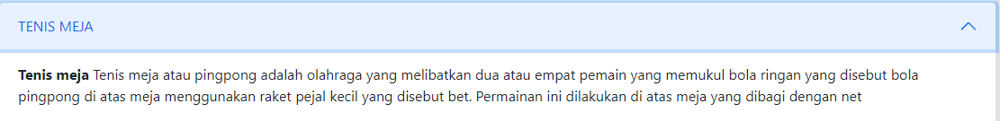 TENIS MEJA
Tenis meja Tenis meja atau pingpong adalah olahraga yang melibatkan dua atau empat pemain yang memukul bola ringan yang disebut bola
pingpong di atas meja menggunakan raket pejal kecil yang disebut bet. Permainan ini dilakukan di atas meja yang dibagi dengan net